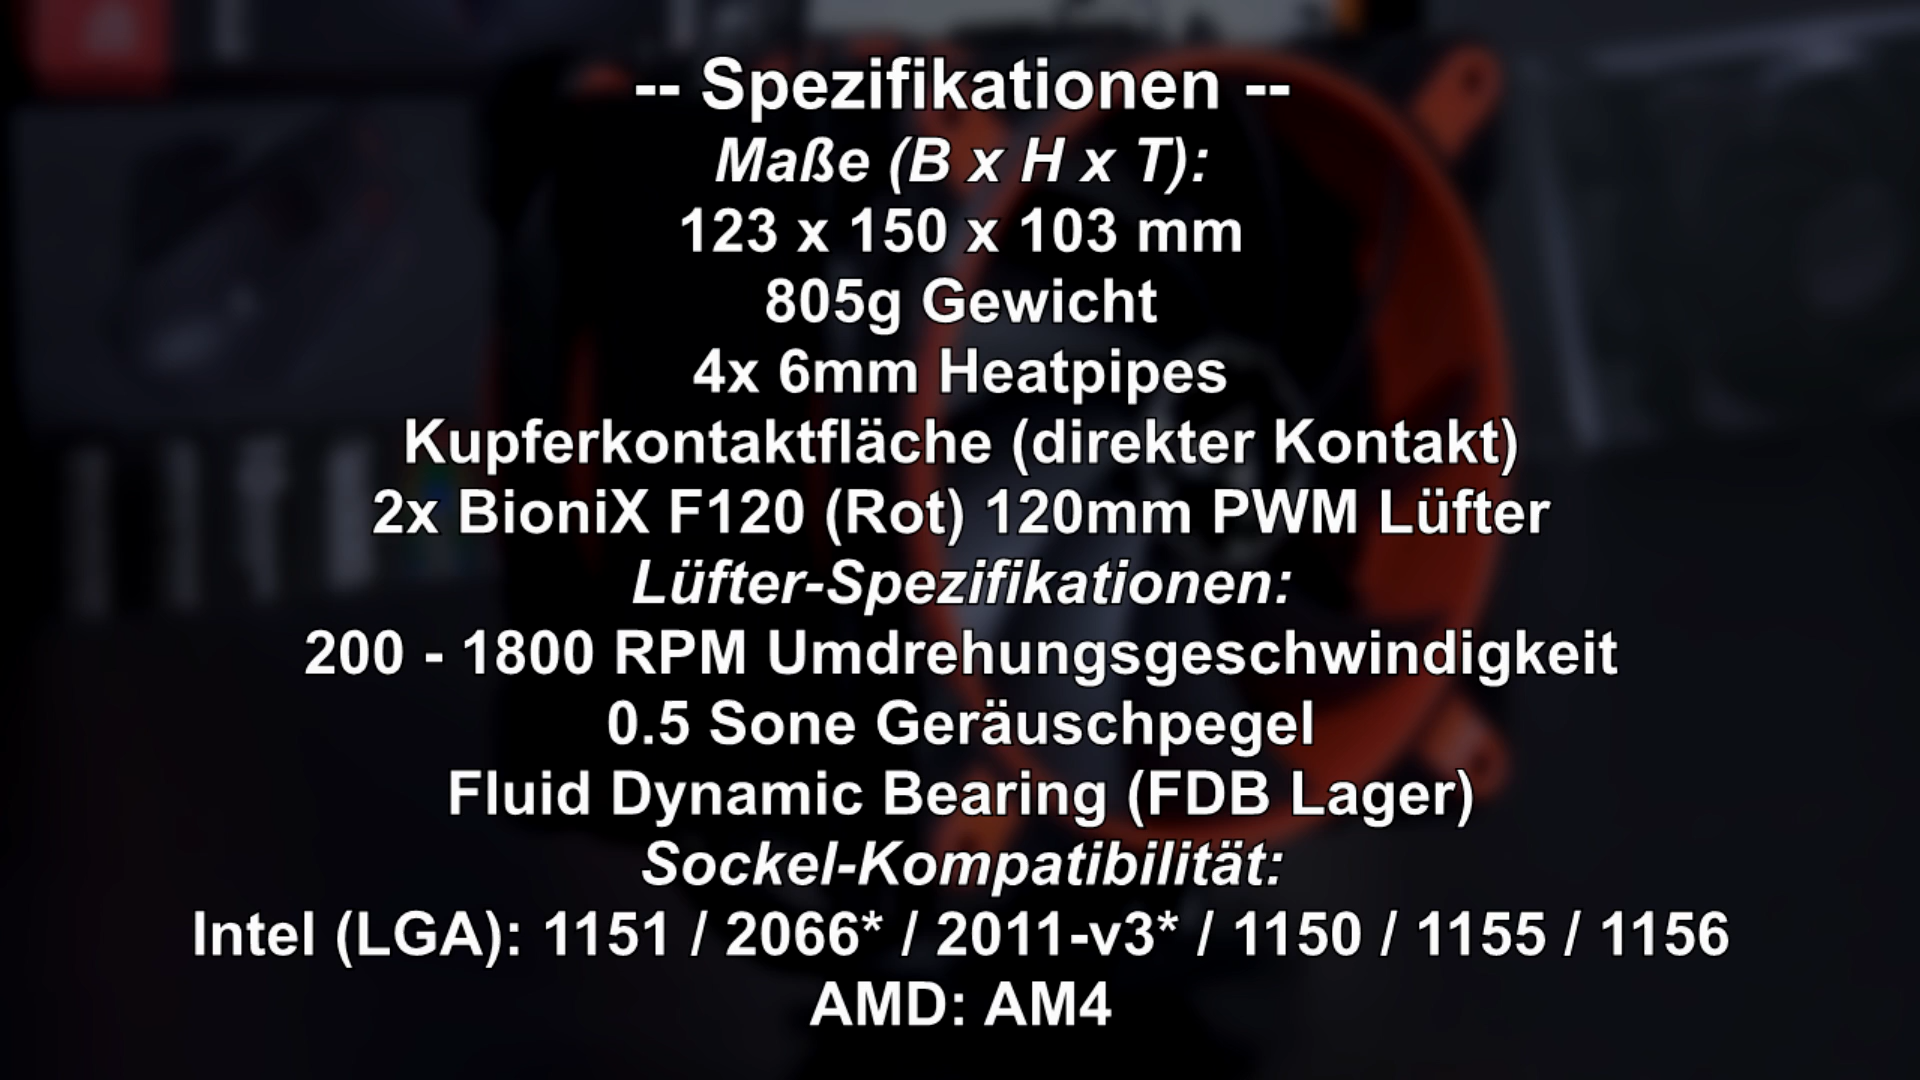 -- Spezifikationen --
Maße (B x H x T):
123 x 150 x 103 mm
805g Gewicht
4x 6mm Heatpipes
Kupferkontaktfläche (direkter Kontakt)
2x BioniX F120 (Rot) 120mm PWM Lüfter
Lüfter-Spezifikationen:
200 - 1800 RPM Umdrehungsgeschwindigkeit
0.5 Sone Geräuschpegel
Fluid Dynamic Bearing (FDB Lager)
Sockel-Kompatibilität:
Intel (LGA): 1151 / 2066* / 2011-v3* / 1150 / 1155 / 1156
AMD: AM4